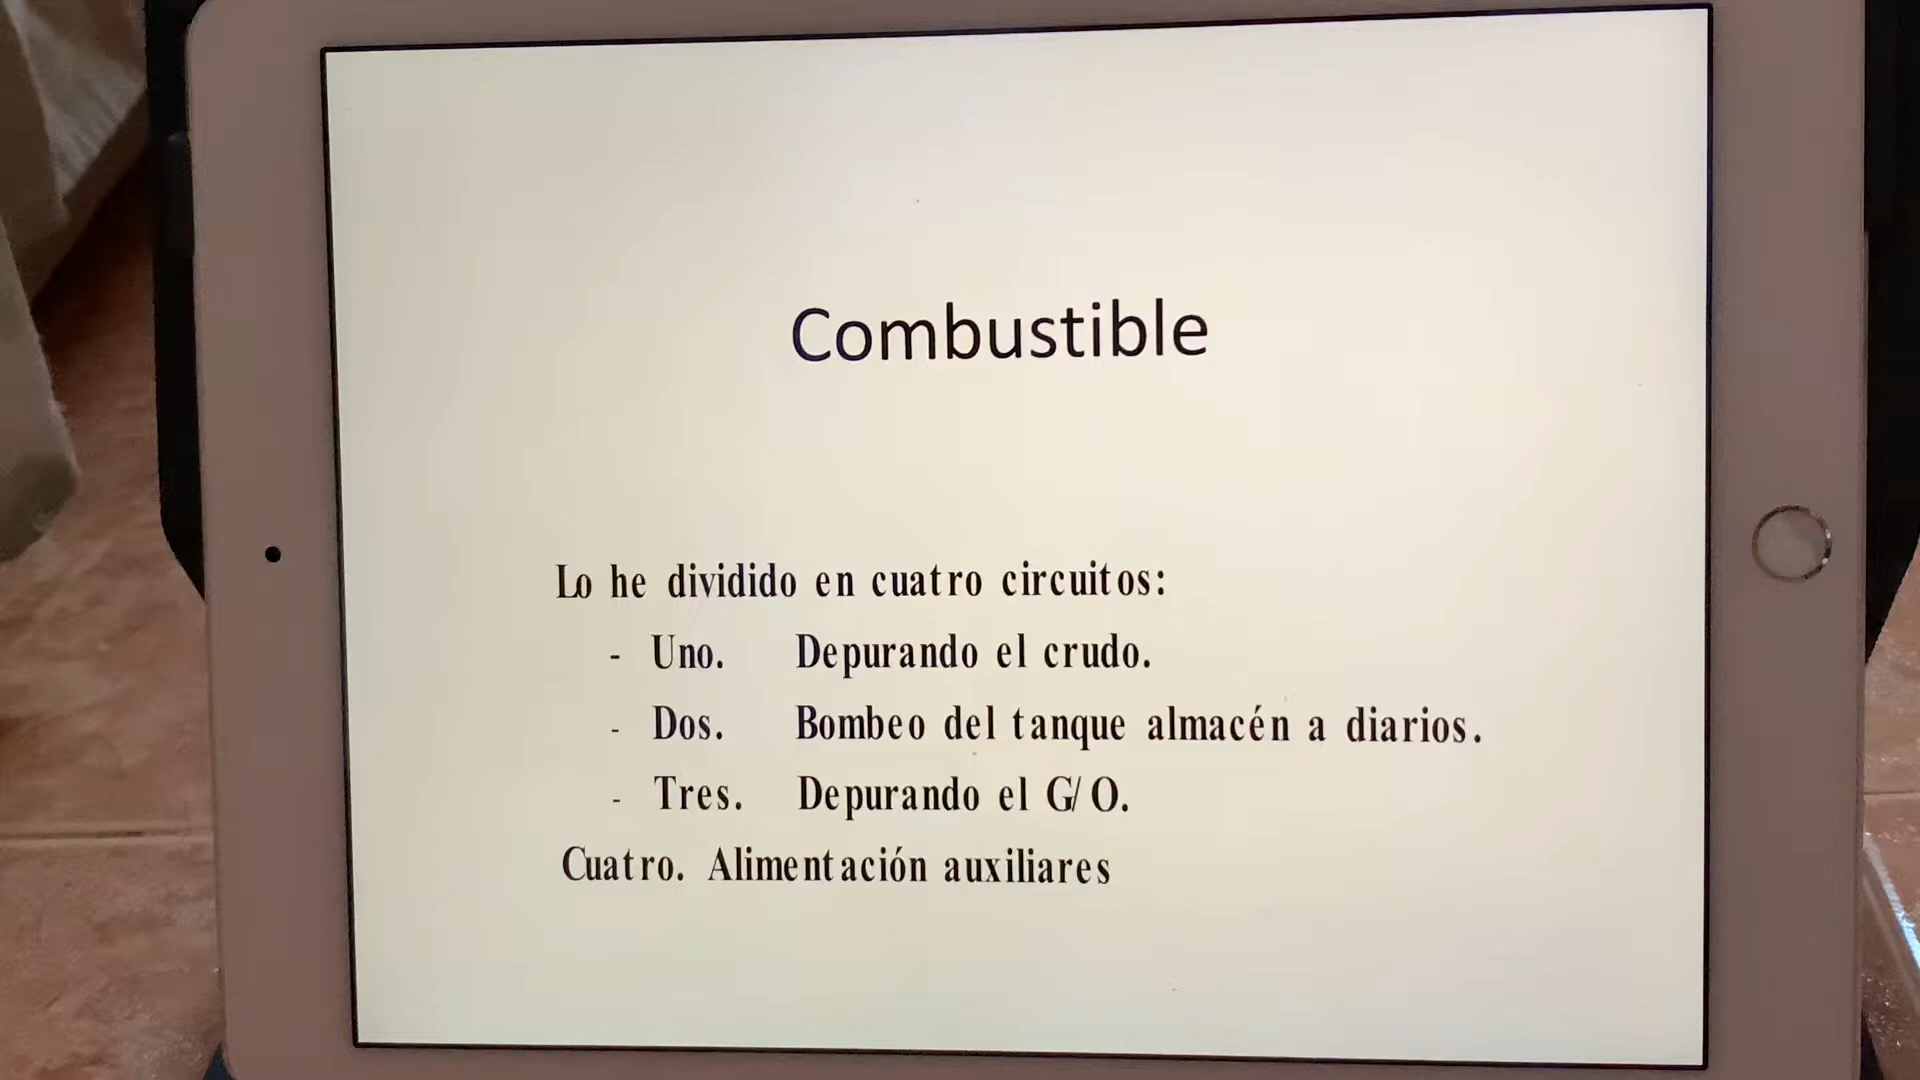 Combustible
Lo he dividido en cuatro circuitos:
- Uno. Depurando el crudo.
- Dos. Bombeo del tanque almacén a diarios.
- Tres. Depurando el G/O.
Cuatro. Alimentación auxiliares